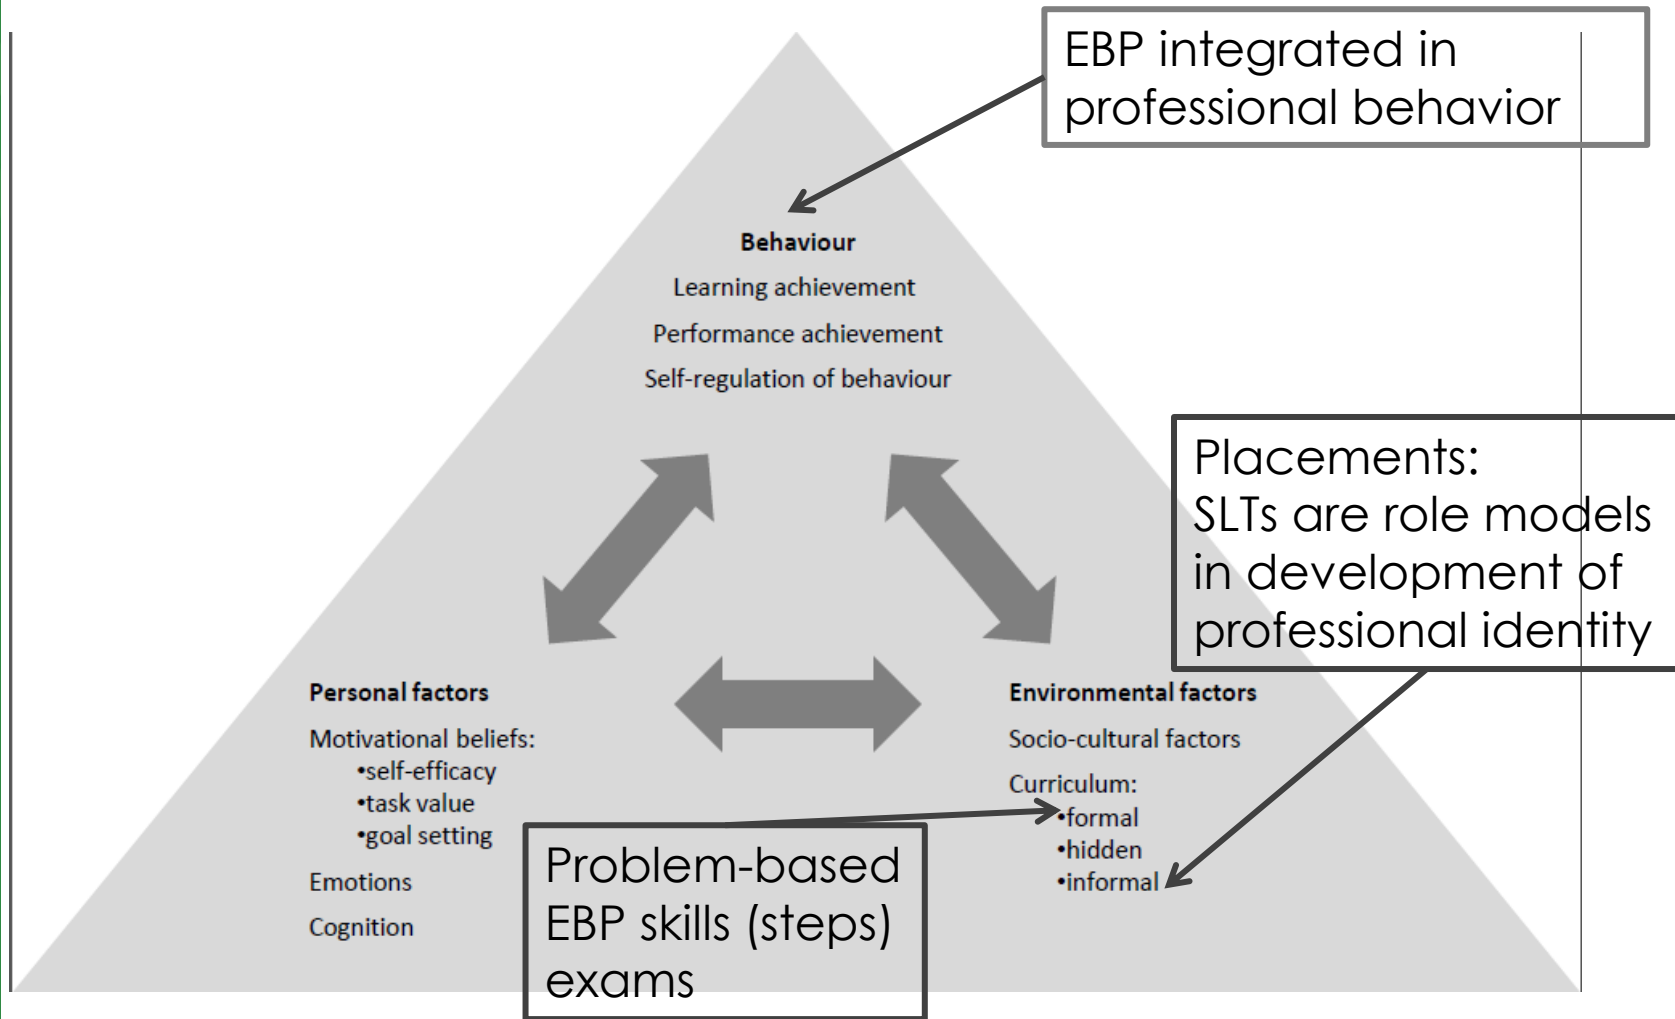 EBP integrated in
professional behavior
Behaviour
Learning achievement
Performance achievement
Self-regulation of behaviour
Placements:
SLTs are role models
in development of
professional identity
Personal factors
Motivational beliefs:
•self-efficacy
•task value
•goal setting
Emotions
Cognition
Environmental factors
Socio-cultural factors
Curriculum:
•formal
•hidden
•informal
Problem-based
EBP skills (steps)
exams